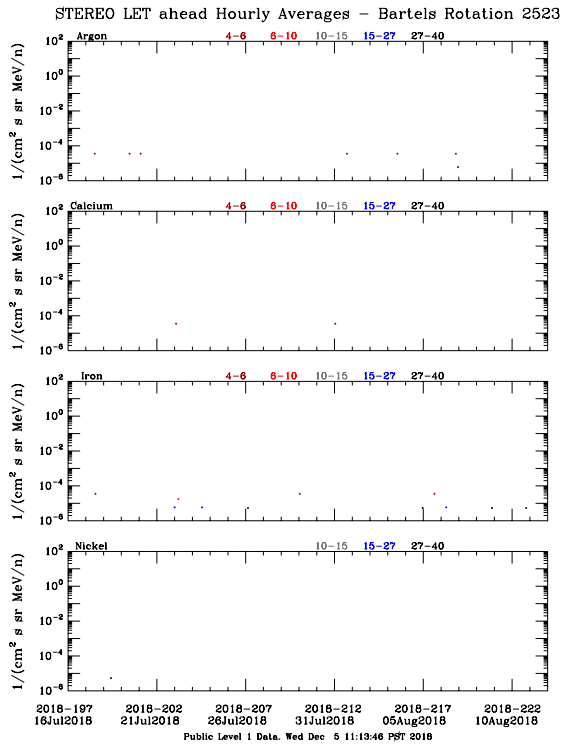 STEREO LET ahead Hourly Averages - Bartels Rotation 2523
Argon 4-6 6-10 10-15 15-27 27-40
10^2
10^0
10^-2
10^-4
10^-6
1/(cm^2 s sr MeV/n)
Calcium 4-6 6-10 10-15 15-27 27-40
10^2
10^0
10^-2
10^-4
10^-6
1/(cm^2 s sr MeV/n)
Iron 4-6 6-10 10-15 15-27 27-40
10^2
10^0
10^-2
10^-4
10^-6
1/(cm^2 s sr MeV/n)
Nickel 10-15 15-27 27-40
10^2
10^0
10^-2
10^-4
10^-6
1/(cm^2 s sr MeV/n)
2018-197 2018-202 2018-207 2018-212 2018-217 2018-222
16Jul2018 21Jul2018 26Jul2018 31Jul2018 05Aug2018 10Aug2018
Public Level 1 Data, Wed Dec 5 11:13:46 PST 2018